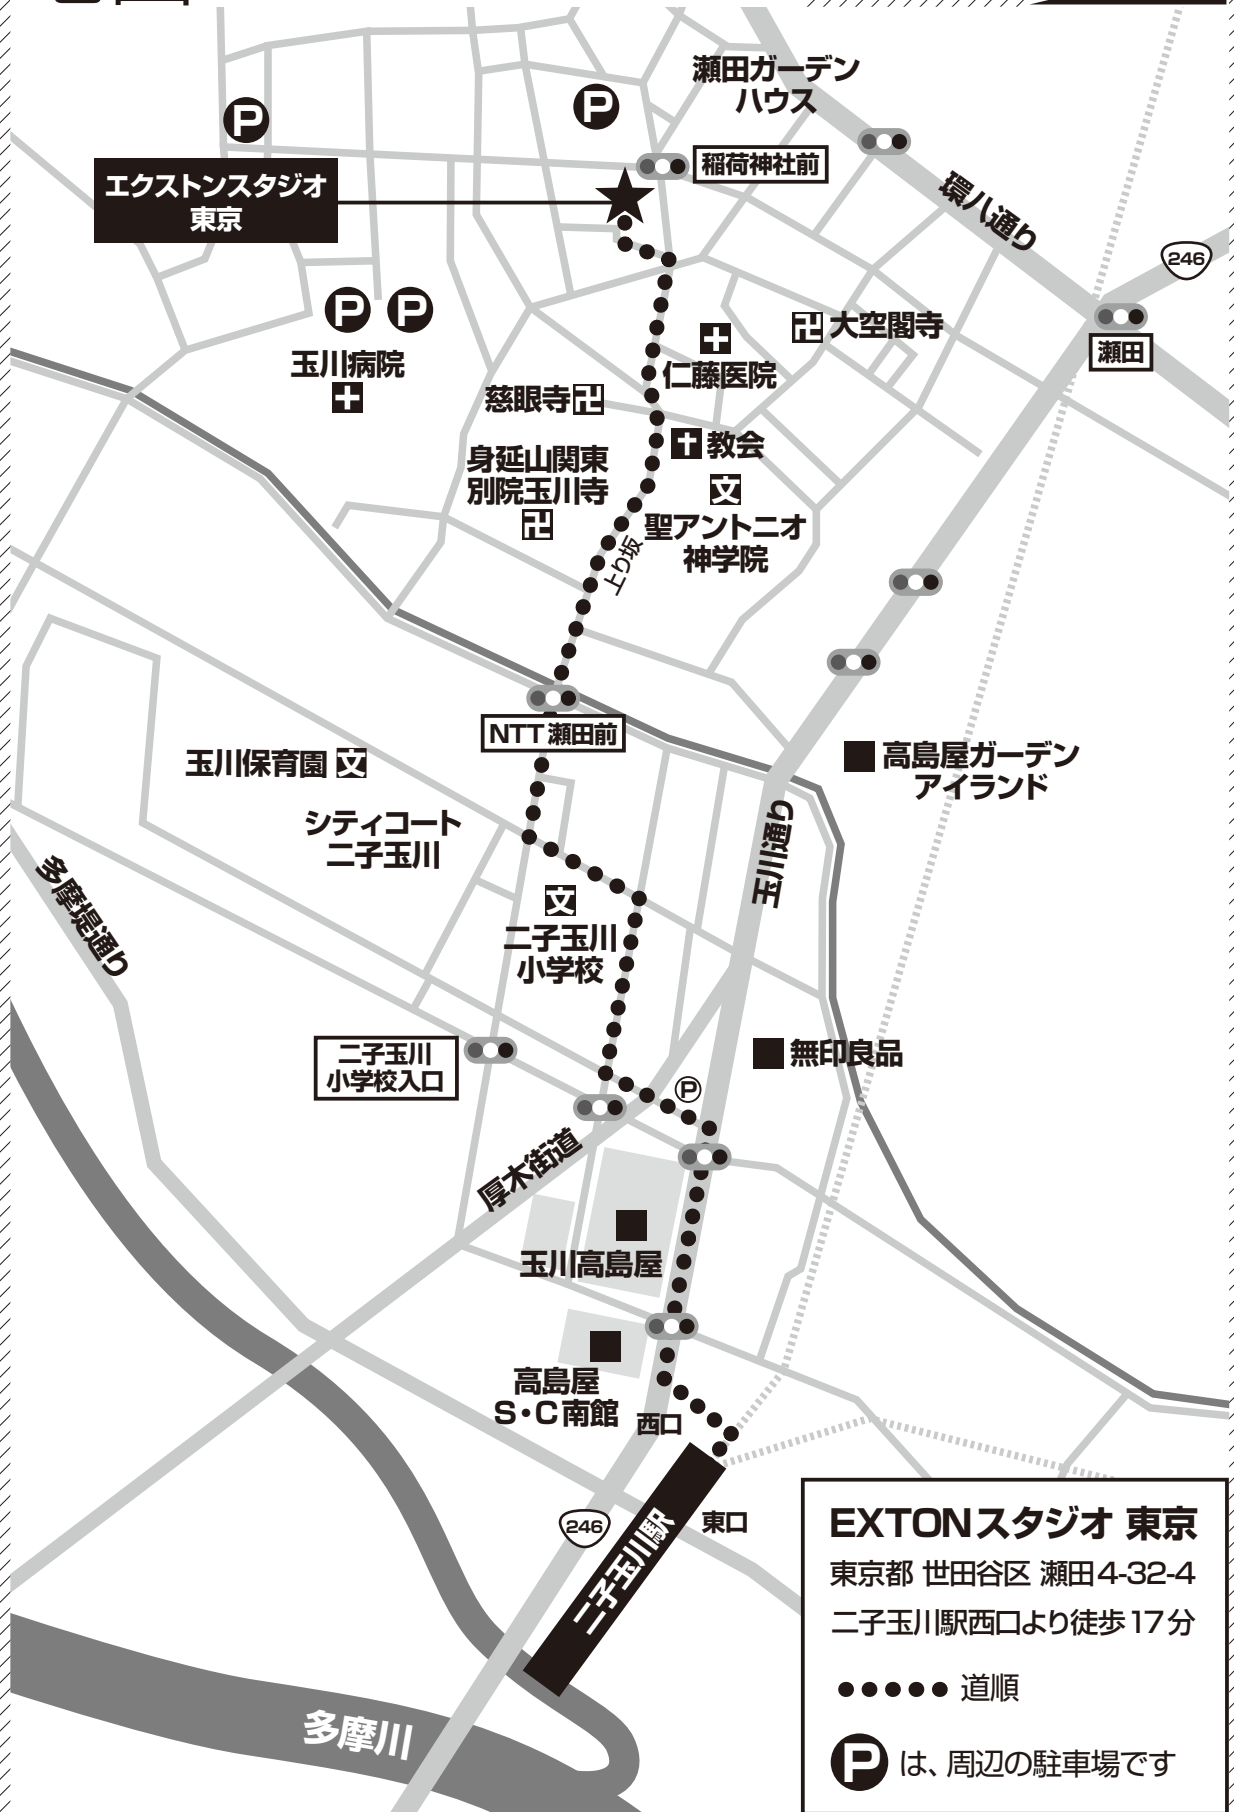 瀬田ガーデン
ハウス
P
P
稲荷神社前
エクストンスタジオ
東京
環八通り
246
瀬田
P
P
玉川病院
卍
大空閣寺
仁藤医院
慈眼寺
卍
教会
身延山関東
別院玉川寺
卍
文
聖アントニオ
神学院
上り坂
NTT瀬田前
玉川保育園
文
高島屋ガーデン
アイランド
シティコート
二子玉川
玉川通り
多摩堤通り
文
二子玉川
小学校
二子玉川
小学校入口
無印良品
P
厚木街道
玉川高島屋
高島屋
S・C南館
西口
246
東口
二子玉川駅
多摩川
EXTONスタジオ 東京
東京都 世田谷区 瀬田4-32-4
二子玉川駅西口より徒歩17分
道順
P は、周辺の駐車場です